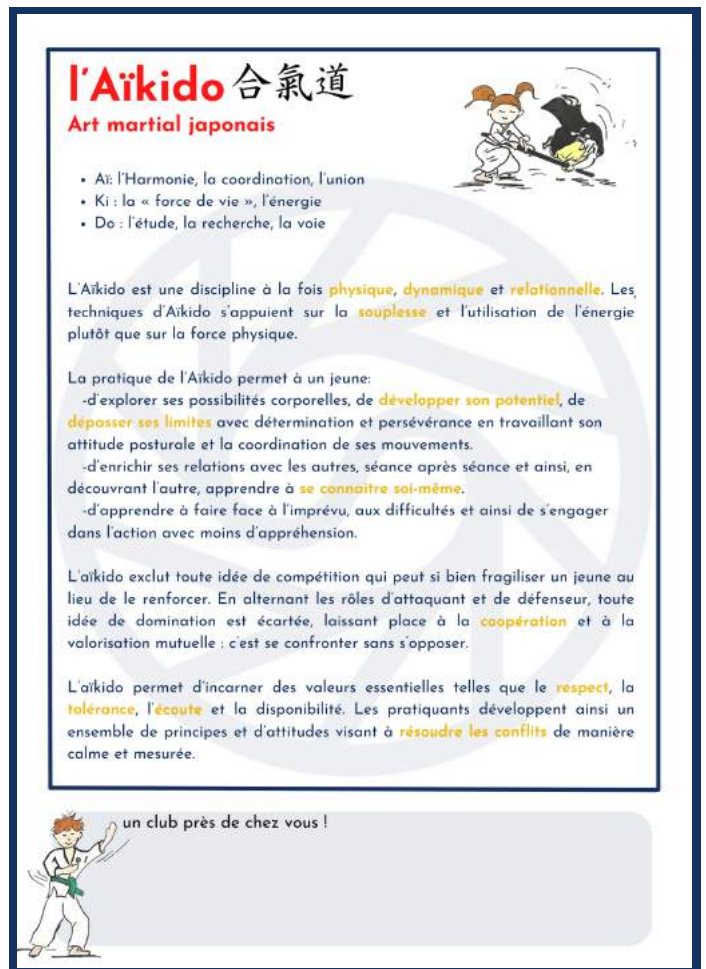 l'Aïkido 合氣道
Art martial japonais
• Aï: l'Harmonie, la coordination, l'union
• Ki : la « force de vie », l'énergie
• Do : l'étude, la recherche, la voie
L'Aïkido est une discipline à la fois physique, dynamique et relationnelle. Les
techniques d'Aïkido s'appuient sur la souplesse et l'utilisation de l'énergie
plutôt que sur la force physique.
La pratique de l'Aïkido permet à un jeune:
-d'explorer ses possibilités corporelles, de développer son potentiel, de
dépasser ses limites avec détermination et persévérance en travaillant son
attitude posturale et la coordination de ses mouvements.
-d'enrichir ses relations avec les autres, séance après séance et ainsi, en
découvrant l'autre, apprendre à se connaitre soi-même.
-d'apprendre à faire face à l'imprévu, aux difficultés et ainsi de s'engager
dans l'action avec moins d'appréhension.
L'aïkido exclut toute idée de compétition qui peut si bien fragiliser un jeune au
lieu de le renforcer. En alternant les rôles d'attaquant et de défenseur, toute
idée de domination est écartée, laissant place à la coopération et à la
valorisation mutuelle : c'est se confronter sans s'opposer.
L'aïkido permet d'incarner des valeurs essentielles telles que le respect, la
tolérance, l'écoute et la disponibilité. Les pratiquants développent ainsi un
ensemble de principes et d'attitudes visant à résoudre les conflits de manière
calme et mesurée.
un club près de chez vous !